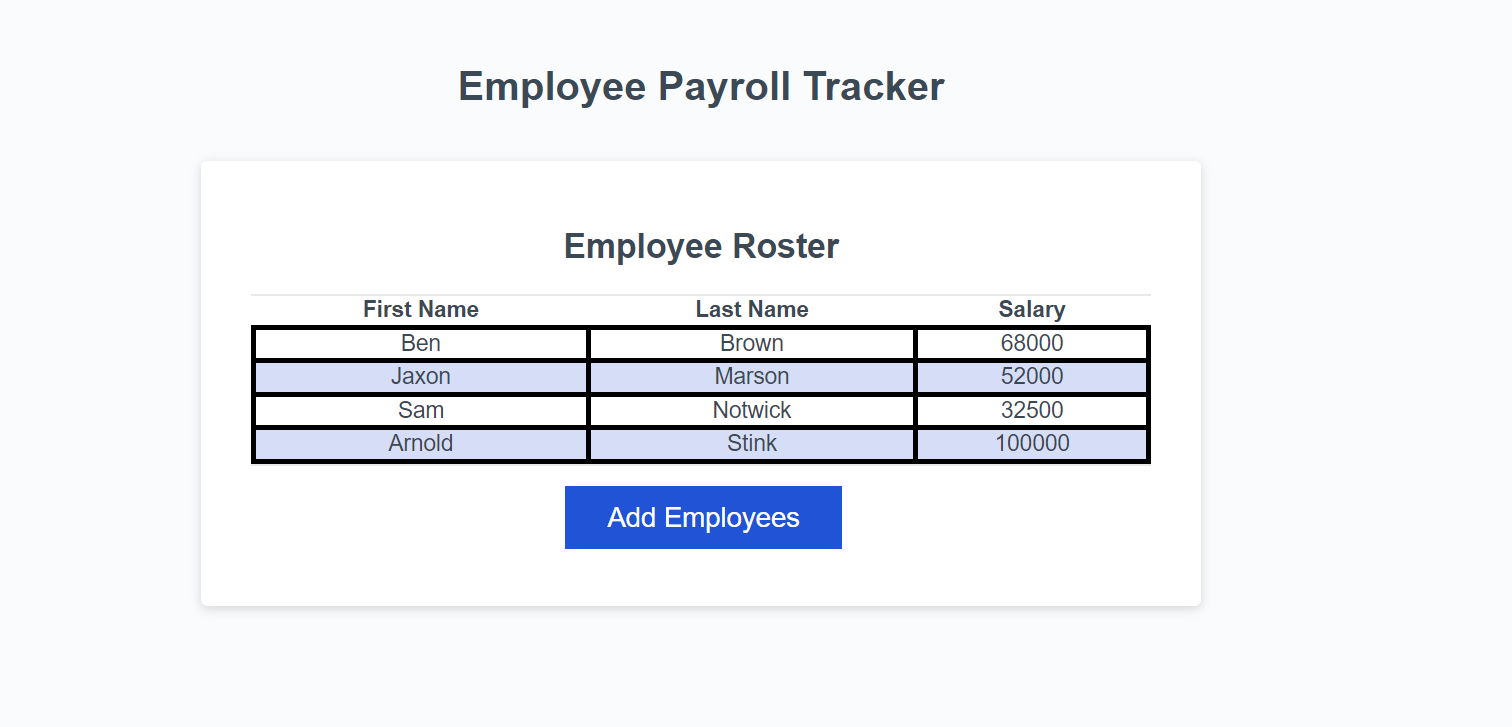 Employee Payroll Tracker
Employee Roster
First Name Last Name Salary
Ben Brown 68000
Jaxon Marson 52000
Sam Notwick 32500
Arnold Stink 100000
Add Employees